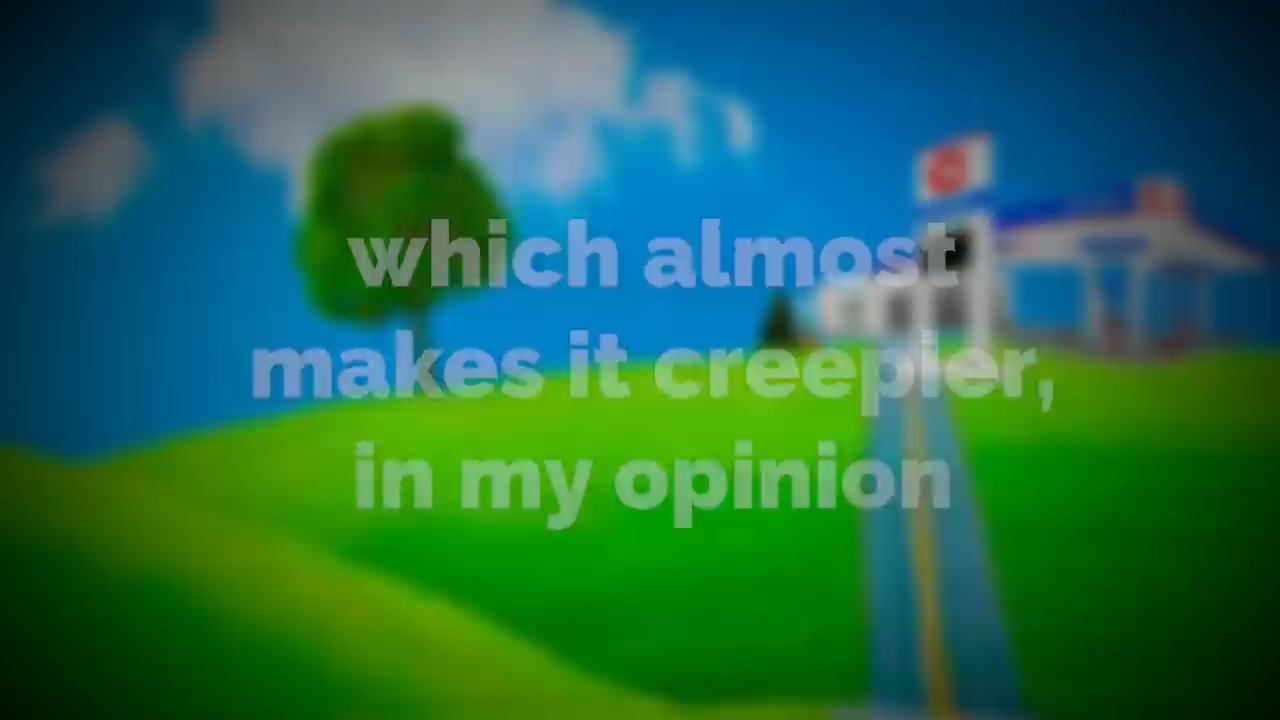 which almost
makes it creepier,
in my opinion